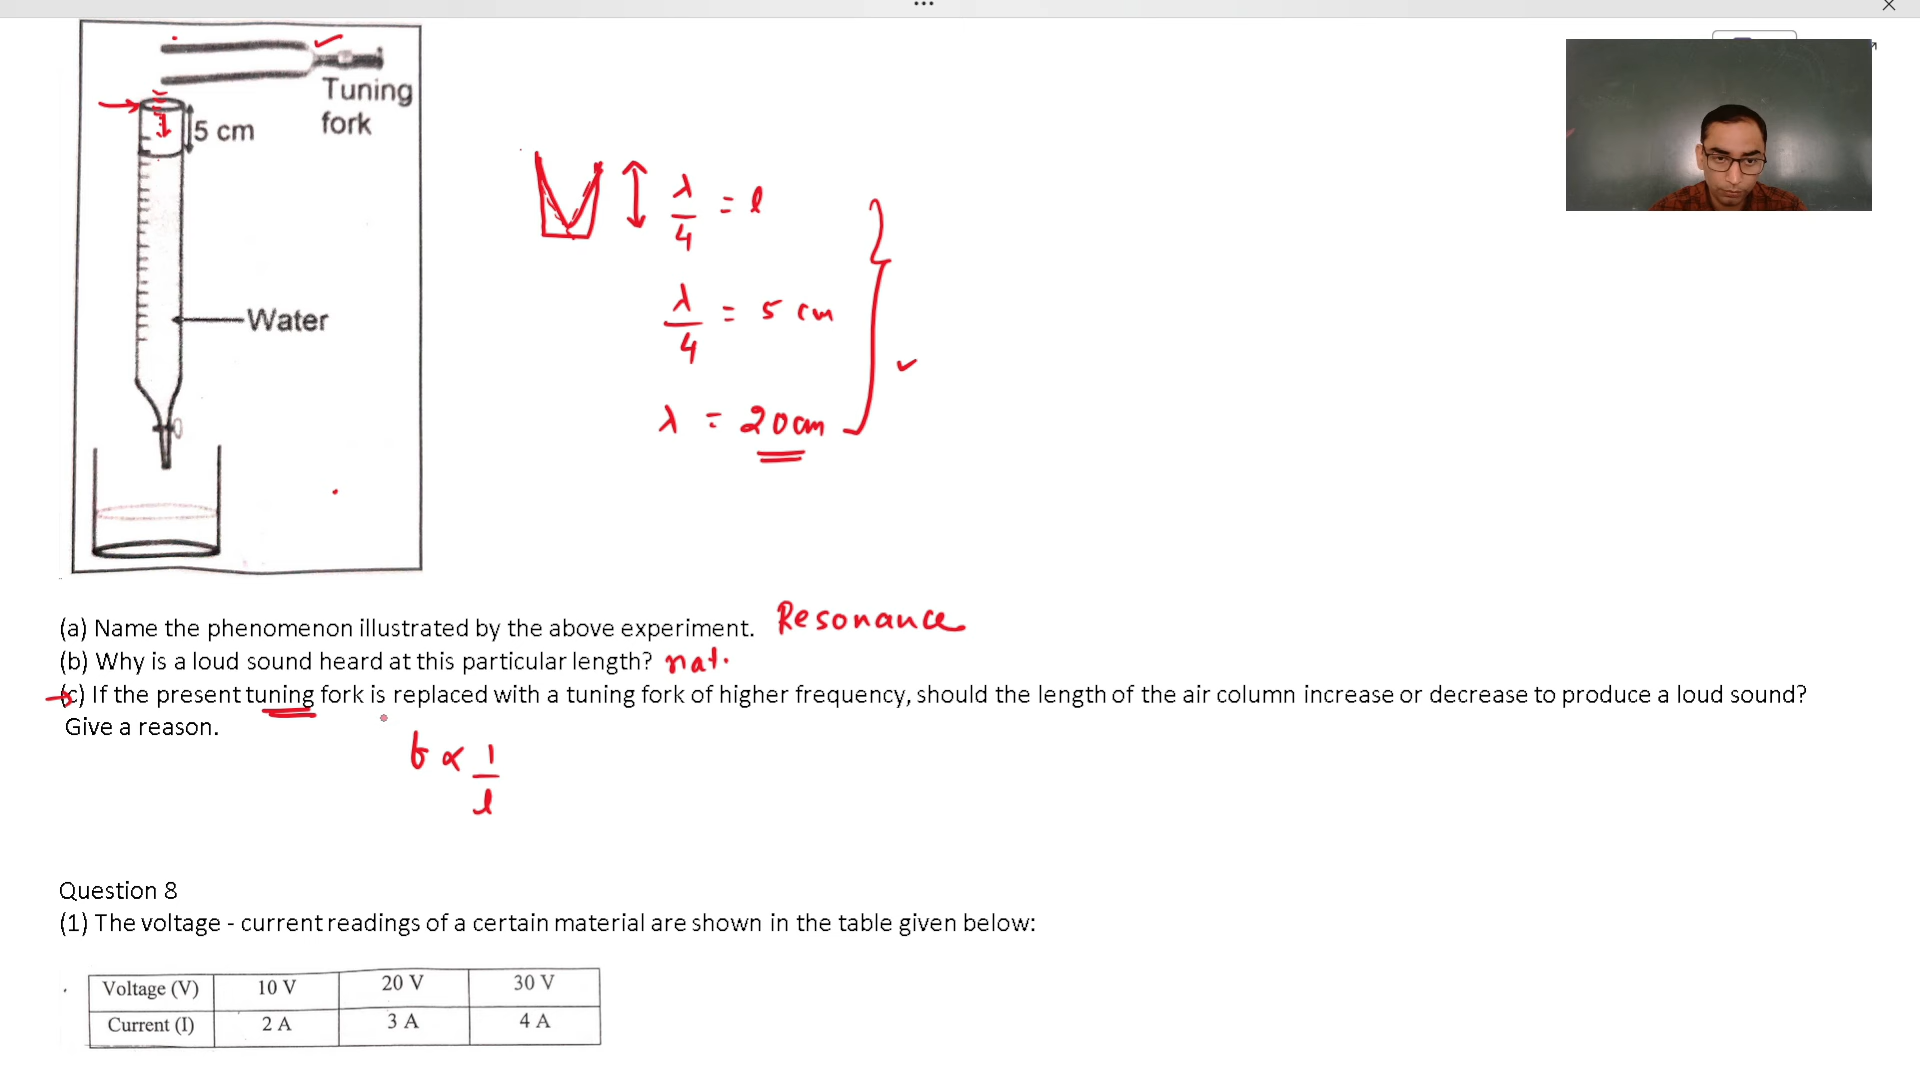 Tuning
fork
5 cm
Water
λ/4 = l
λ/4 = 5 cm
λ = 20 cm
(a) Name the phenomenon illustrated by the above experiment. Resonance
(b) Why is a loud sound heard at this particular length? nat.
(c) If the present tuning fork is replaced with a tuning fork of higher frequency, should the length of the air column increase or decrease to produce a loud sound?
Give a reason.
f ∝ 1/l
Question 8
(1) The voltage - current readings of a certain material are shown in the table given below:
Voltage (V) 10 V 20 V 30 V
Current (I) 2 A 3 A 4 A